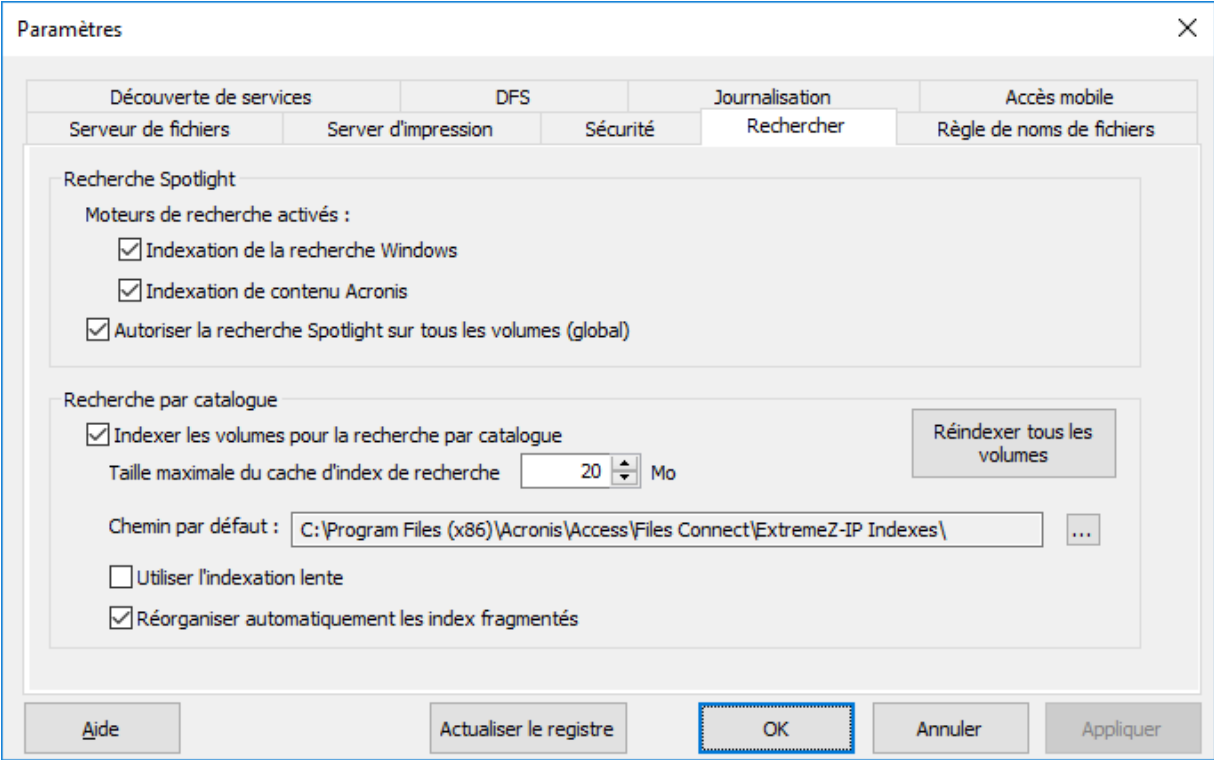 Paramètres
Découverte de services
DFS
Journalisation
Accès mobile
Serveur de fichiers
Server d'impression
Sécurité
Rechercher
Règle de noms de fichiers
Recherche Spotlight
Moteurs de recherche activés :
Indexation de la recherche Windows
Indexation de contenu Acronis
Autoriser la recherche Spotlight sur tous les volumes (global)
Recherche par catalogue
Indexer les volumes pour la recherche par catalogue
Réindexer tous les
volumes
Taille maximale du cache d'index de recherche 20 Mo
Chemin par défaut : C:\Program Files (x86)\Acronis\Access\Files Connect\ExtremeZ-IP Indexes\ ...
Utiliser l'indexation lente
Réorganiser automatiquement les index fragmentés
Aide
Actualiser le registre
OK
Annuler
Appliquer